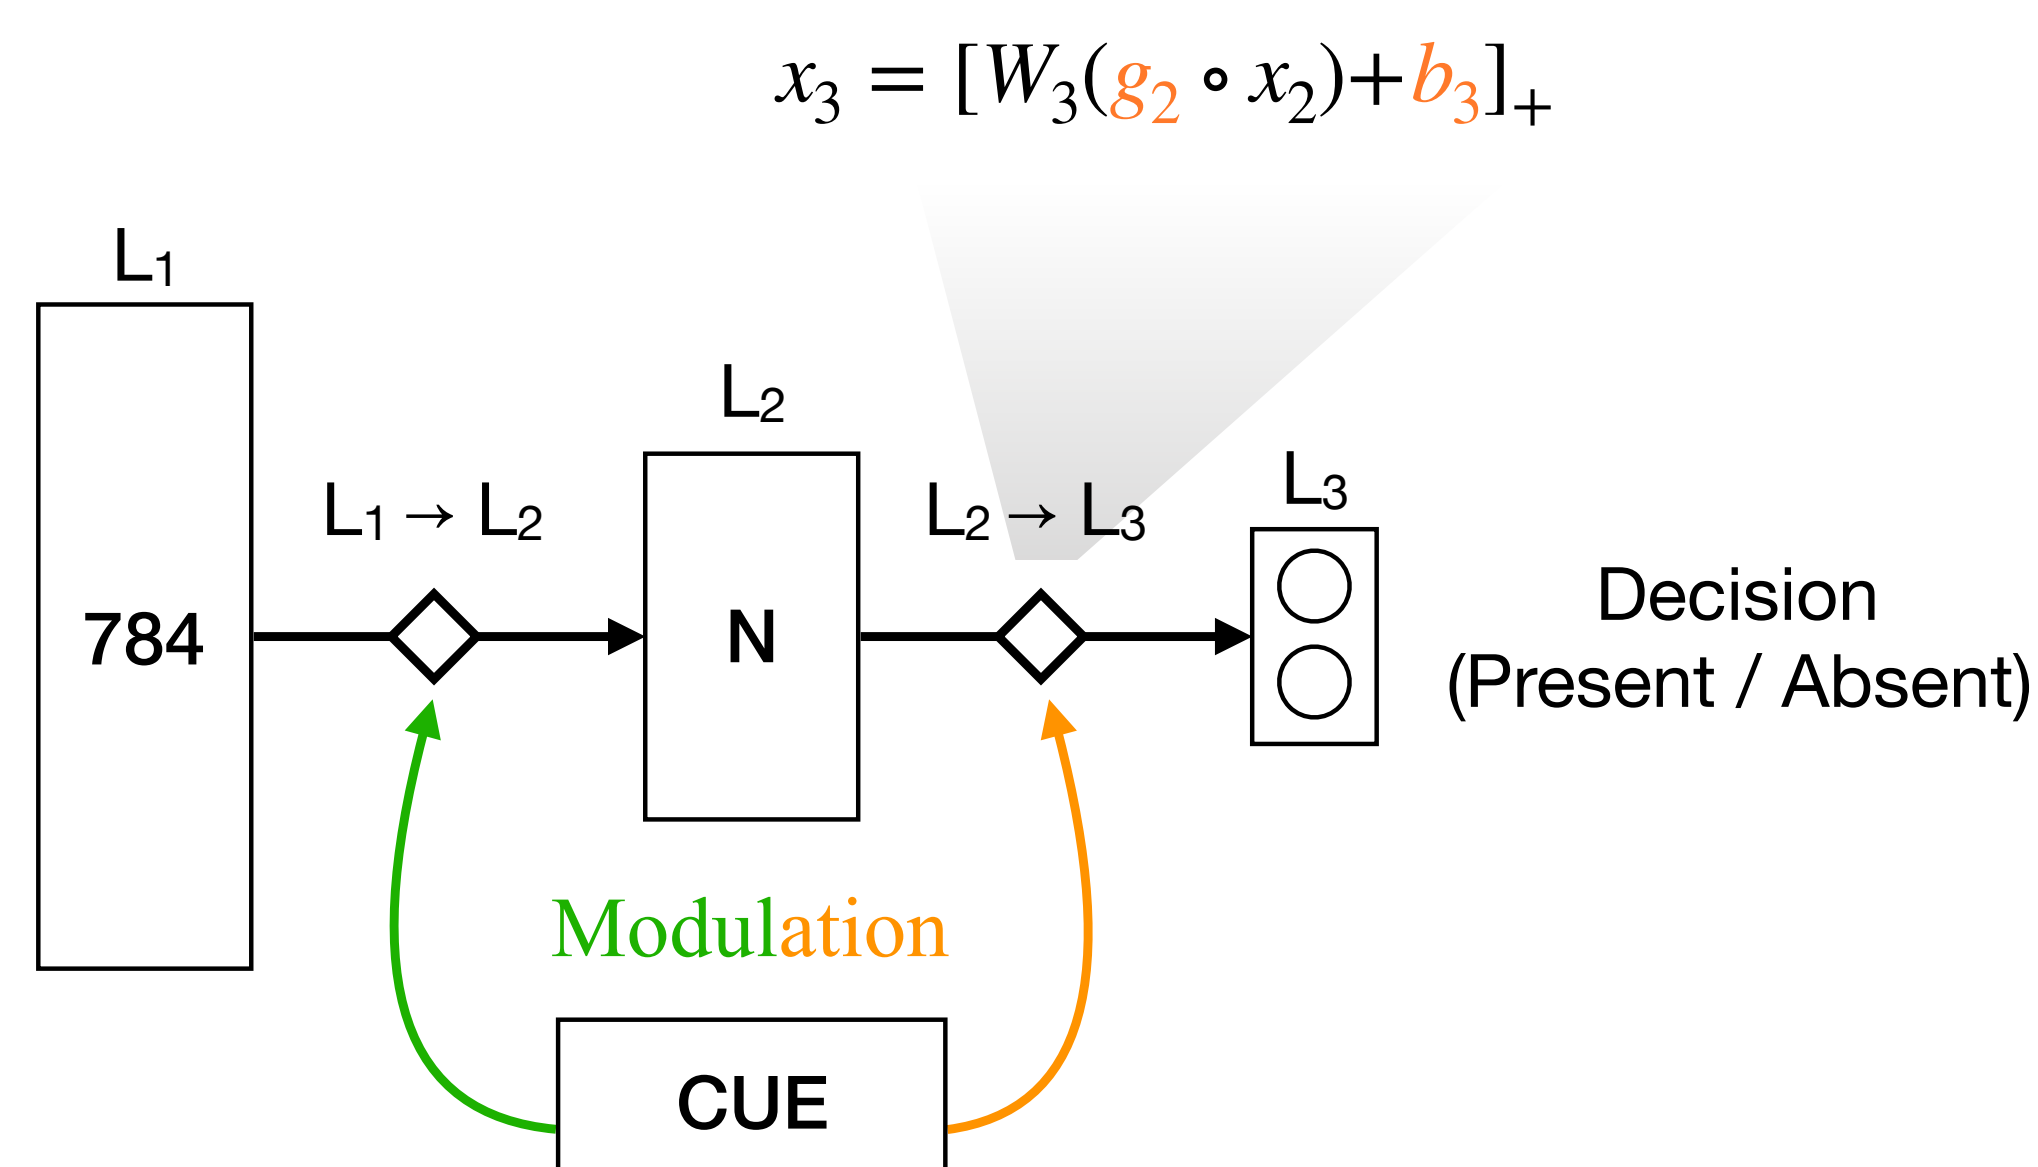 x₃ = [W₃(g₂ ∘ x₂)+b₃]₊
L₁
L₂
L₁ → L₂
L₂ → L₃
L₃
784
N
Decision
(Present / Absent)
Modulation
CUE